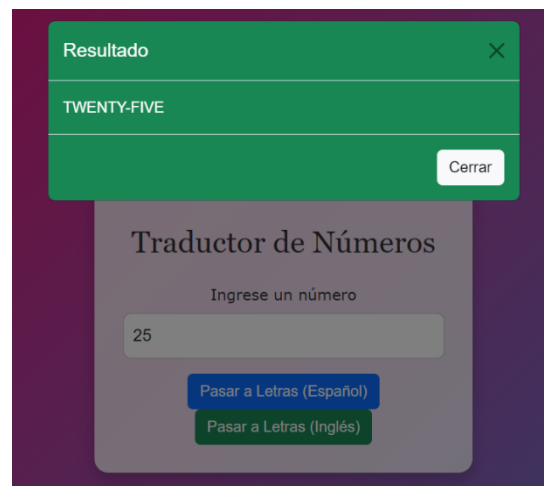 Resultado
TWENTY-FIVE
Cerrar
Traductor de Números
Ingrese un número
25
Pasar a Letras (Español)
Pasar a Letras (Inglés)